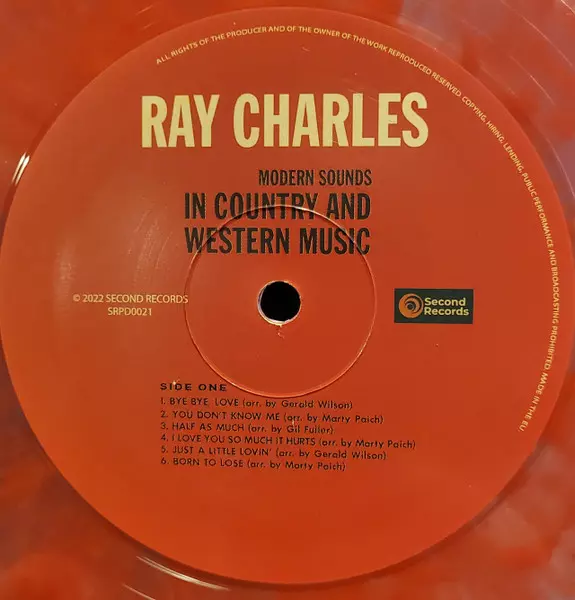 ALL RIGHTS OF THE PRODUCER AND OF THE OWNER OF THE WORK REPRODUCED RESERVED. COPYING, HIRING, LENDING, PUBLIC PERFORMANCE AND BROADCASTING PROHIBITED. MADE IN THE EU
RAY CHARLES
MODERN SOUNDS
IN COUNTRY AND
WESTERN MUSIC
© 2022 SECOND RECORDS
SRPD0021
Second
Records
SIDE ONE
1. BYE BYE, LOVE (arr. by Gerald Wilson)
2. YOU DON'T KNOW ME (arr. by Marty Paich)
3. HALF AS MUCH (arr. by Gil Fuller)
4. I LOVE YOU SO MUCH IT HURTS (arr. by Marty Paich)
5. JUST A LITTLE LOVIN' (arr. by Gerald Wilson)
6. BORN TO LOSE (arr. by Marty Paich)